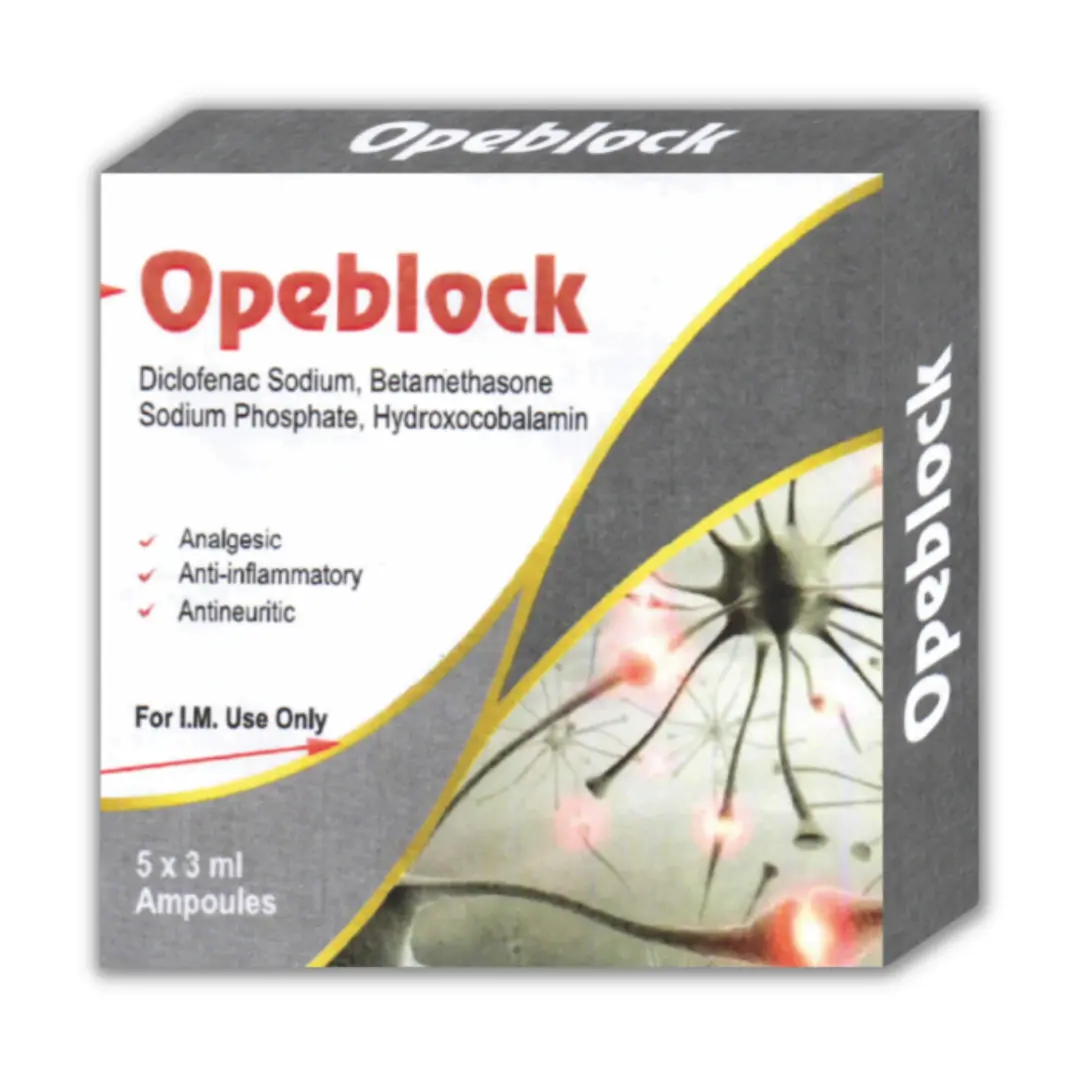 Opeblock
Opeblock
Diclofenac Sodium, Betamethasone
Sodium Phosphate, Hydroxocobalamin
Analgesic
Anti-inflammatory
Antineuritic
For I.M. Use Only
5 x 3 ml
Ampoules
Opeblock